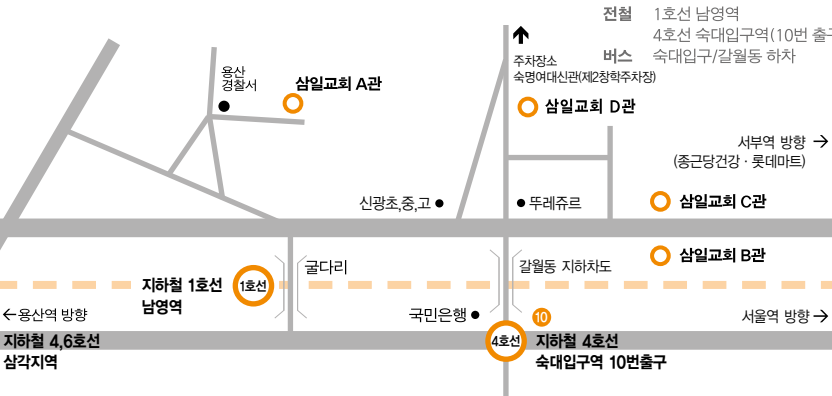 전철 1호선 남영역
4호선 숙대입구역(10번 출구
버스 숙대입구/갈월동 하차
주차장소
숙명여대신관(제2창학주차장)
용산
경찰서
삼일교회 A관
삼일교회 D관
서부역 방향 →
(종근당건강 · 롯데마트)
신광초,중,고
뚜레쥬르
삼일교회 C관
삼일교회 B관
굴다리
갈월동 지하차도
지하철 1호선
남영역
1호선
←용산역 방향
국민은행
10
서울역 방향 →
지하철 4,6호선
삼각지역
4호선
지하철 4호선
숙대입구역 10번출구